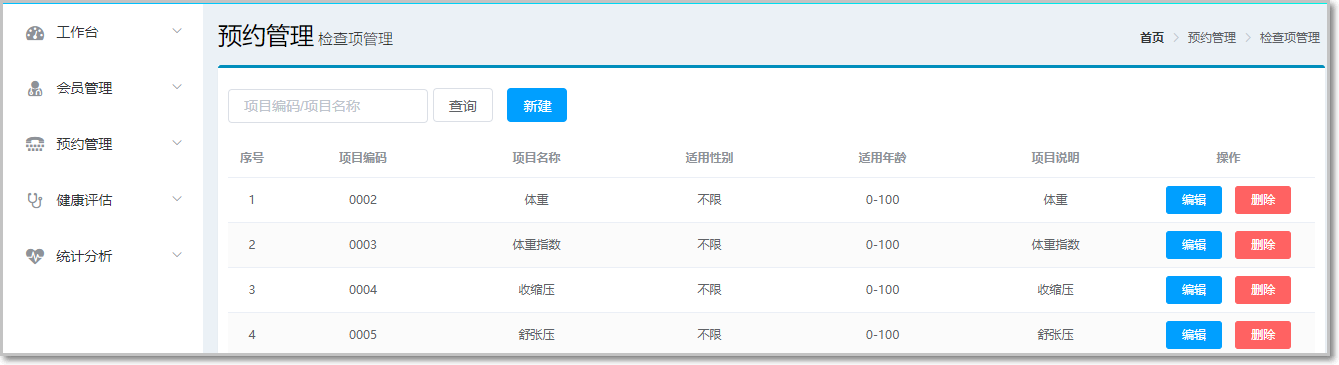 工作台
会员管理
预约管理
健康评估
统计分析
预约管理 检查项管理
首页 > 预约管理 > 检查项管理
项目编码/项目名称 查询 新建
序号 项目编码 项目名称 适用性别 适用年龄 项目说明 操作
1 0002 体重 不限 0-100 体重 编辑 删除
2 0003 体重指数 不限 0-100 体重指数 编辑 删除
3 0004 收缩压 不限 0-100 收缩压 编辑 删除
4 0005 舒张压 不限 0-100 舒张压 编辑 删除